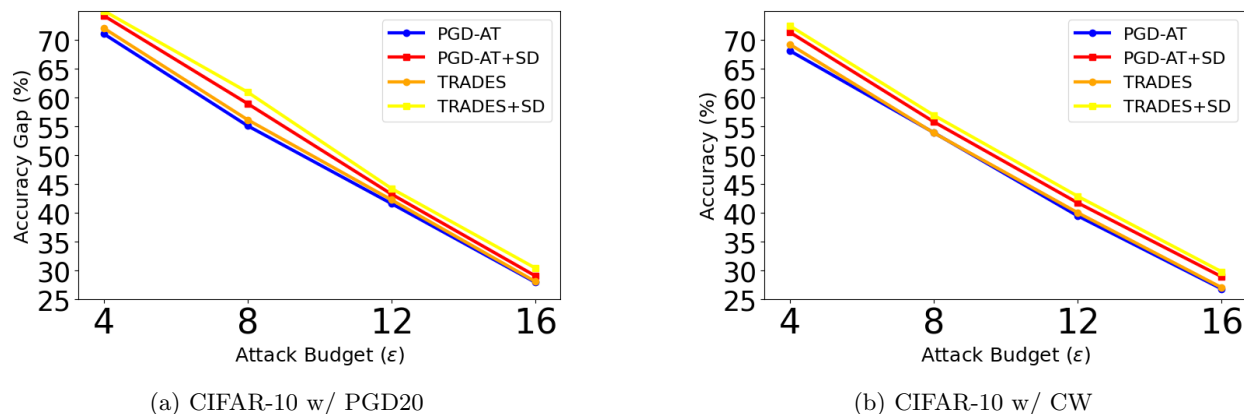 Accuracy Gap (%)
70
65
60
55
50
45
40
35
30
25
4
8
12
16
Attack Budget (ε)
PGD-AT
PGD-AT+SD
TRADES
TRADES+SD
(a) CIFAR-10 w/ PGD20
Accuracy (%)
70
65
60
55
50
45
40
35
30
25
4
8
12
16
Attack Budget (ε)
PGD-AT
PGD-AT+SD
TRADES
TRADES+SD
(b) CIFAR-10 w/ CW